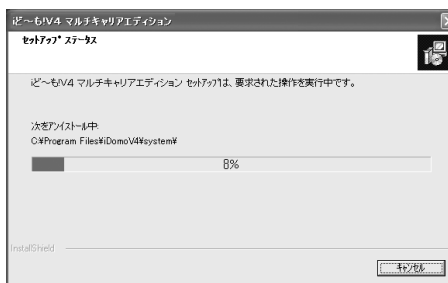 iど～も!V4 マルチキャリアエディション
ｾｯﾄｱｯﾌﾟ ｽﾃｰﾀｽ
iど～も!V4 マルチキャリアエディション ｾｯﾄｱｯﾌﾟは、要求された操作を実行中です。
次をｱﾝｲﾝｽﾄｰﾙ中:
C:¥Program Files¥iDomoV4¥system¥
8%
InstallShield
ｷｬﾝｾﾙ